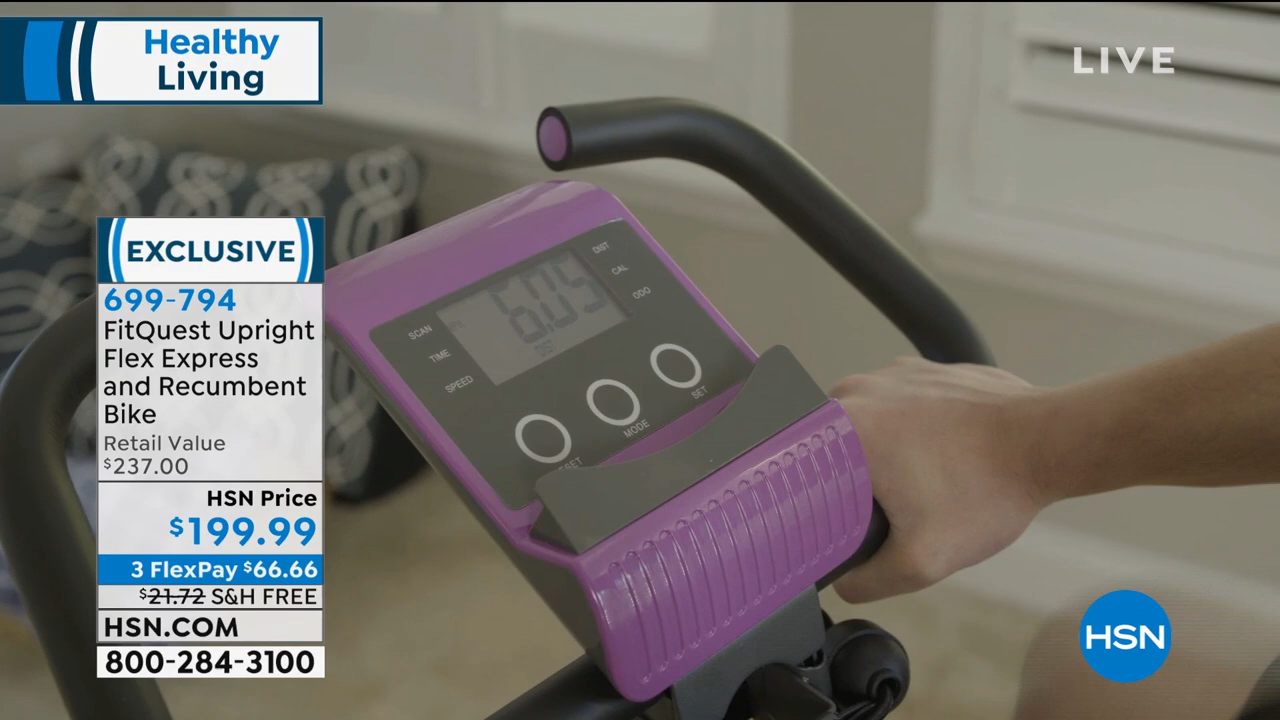 Healthy
Living
LIVE
EXCLUSIVE
699-794
FitQuest Upright
Flex Express
and Recumbent
Bike
Retail Value
$237.00
HSN Price
$199.99
3 FlexPay $66.66
$21.72 S&H FREE
HSN.COM
800-284-3100
SCAN
TIME
SPEED
6.05
DIST
CAL
ODO
MODE
SET
HSN